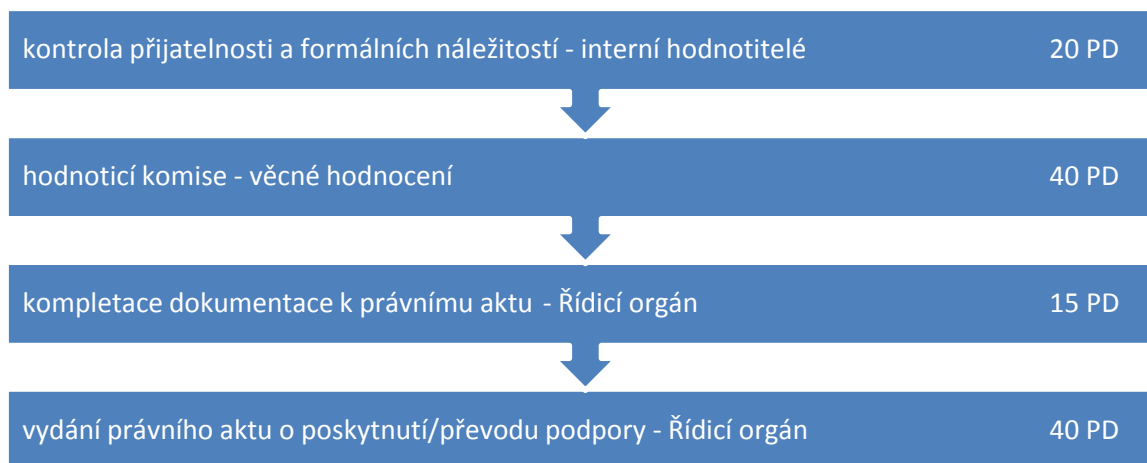 kontrola přijatelnosti a formálních náležitostí - interní hodnotitelé 20 PD
hodnoticí komise - věcné hodnocení 40 PD
kompletace dokumentace k právnímu aktu - Řídicí orgán 15 PD
vydání právního aktu o poskytnutí/převodu podpory - Řídicí orgán 40 PD